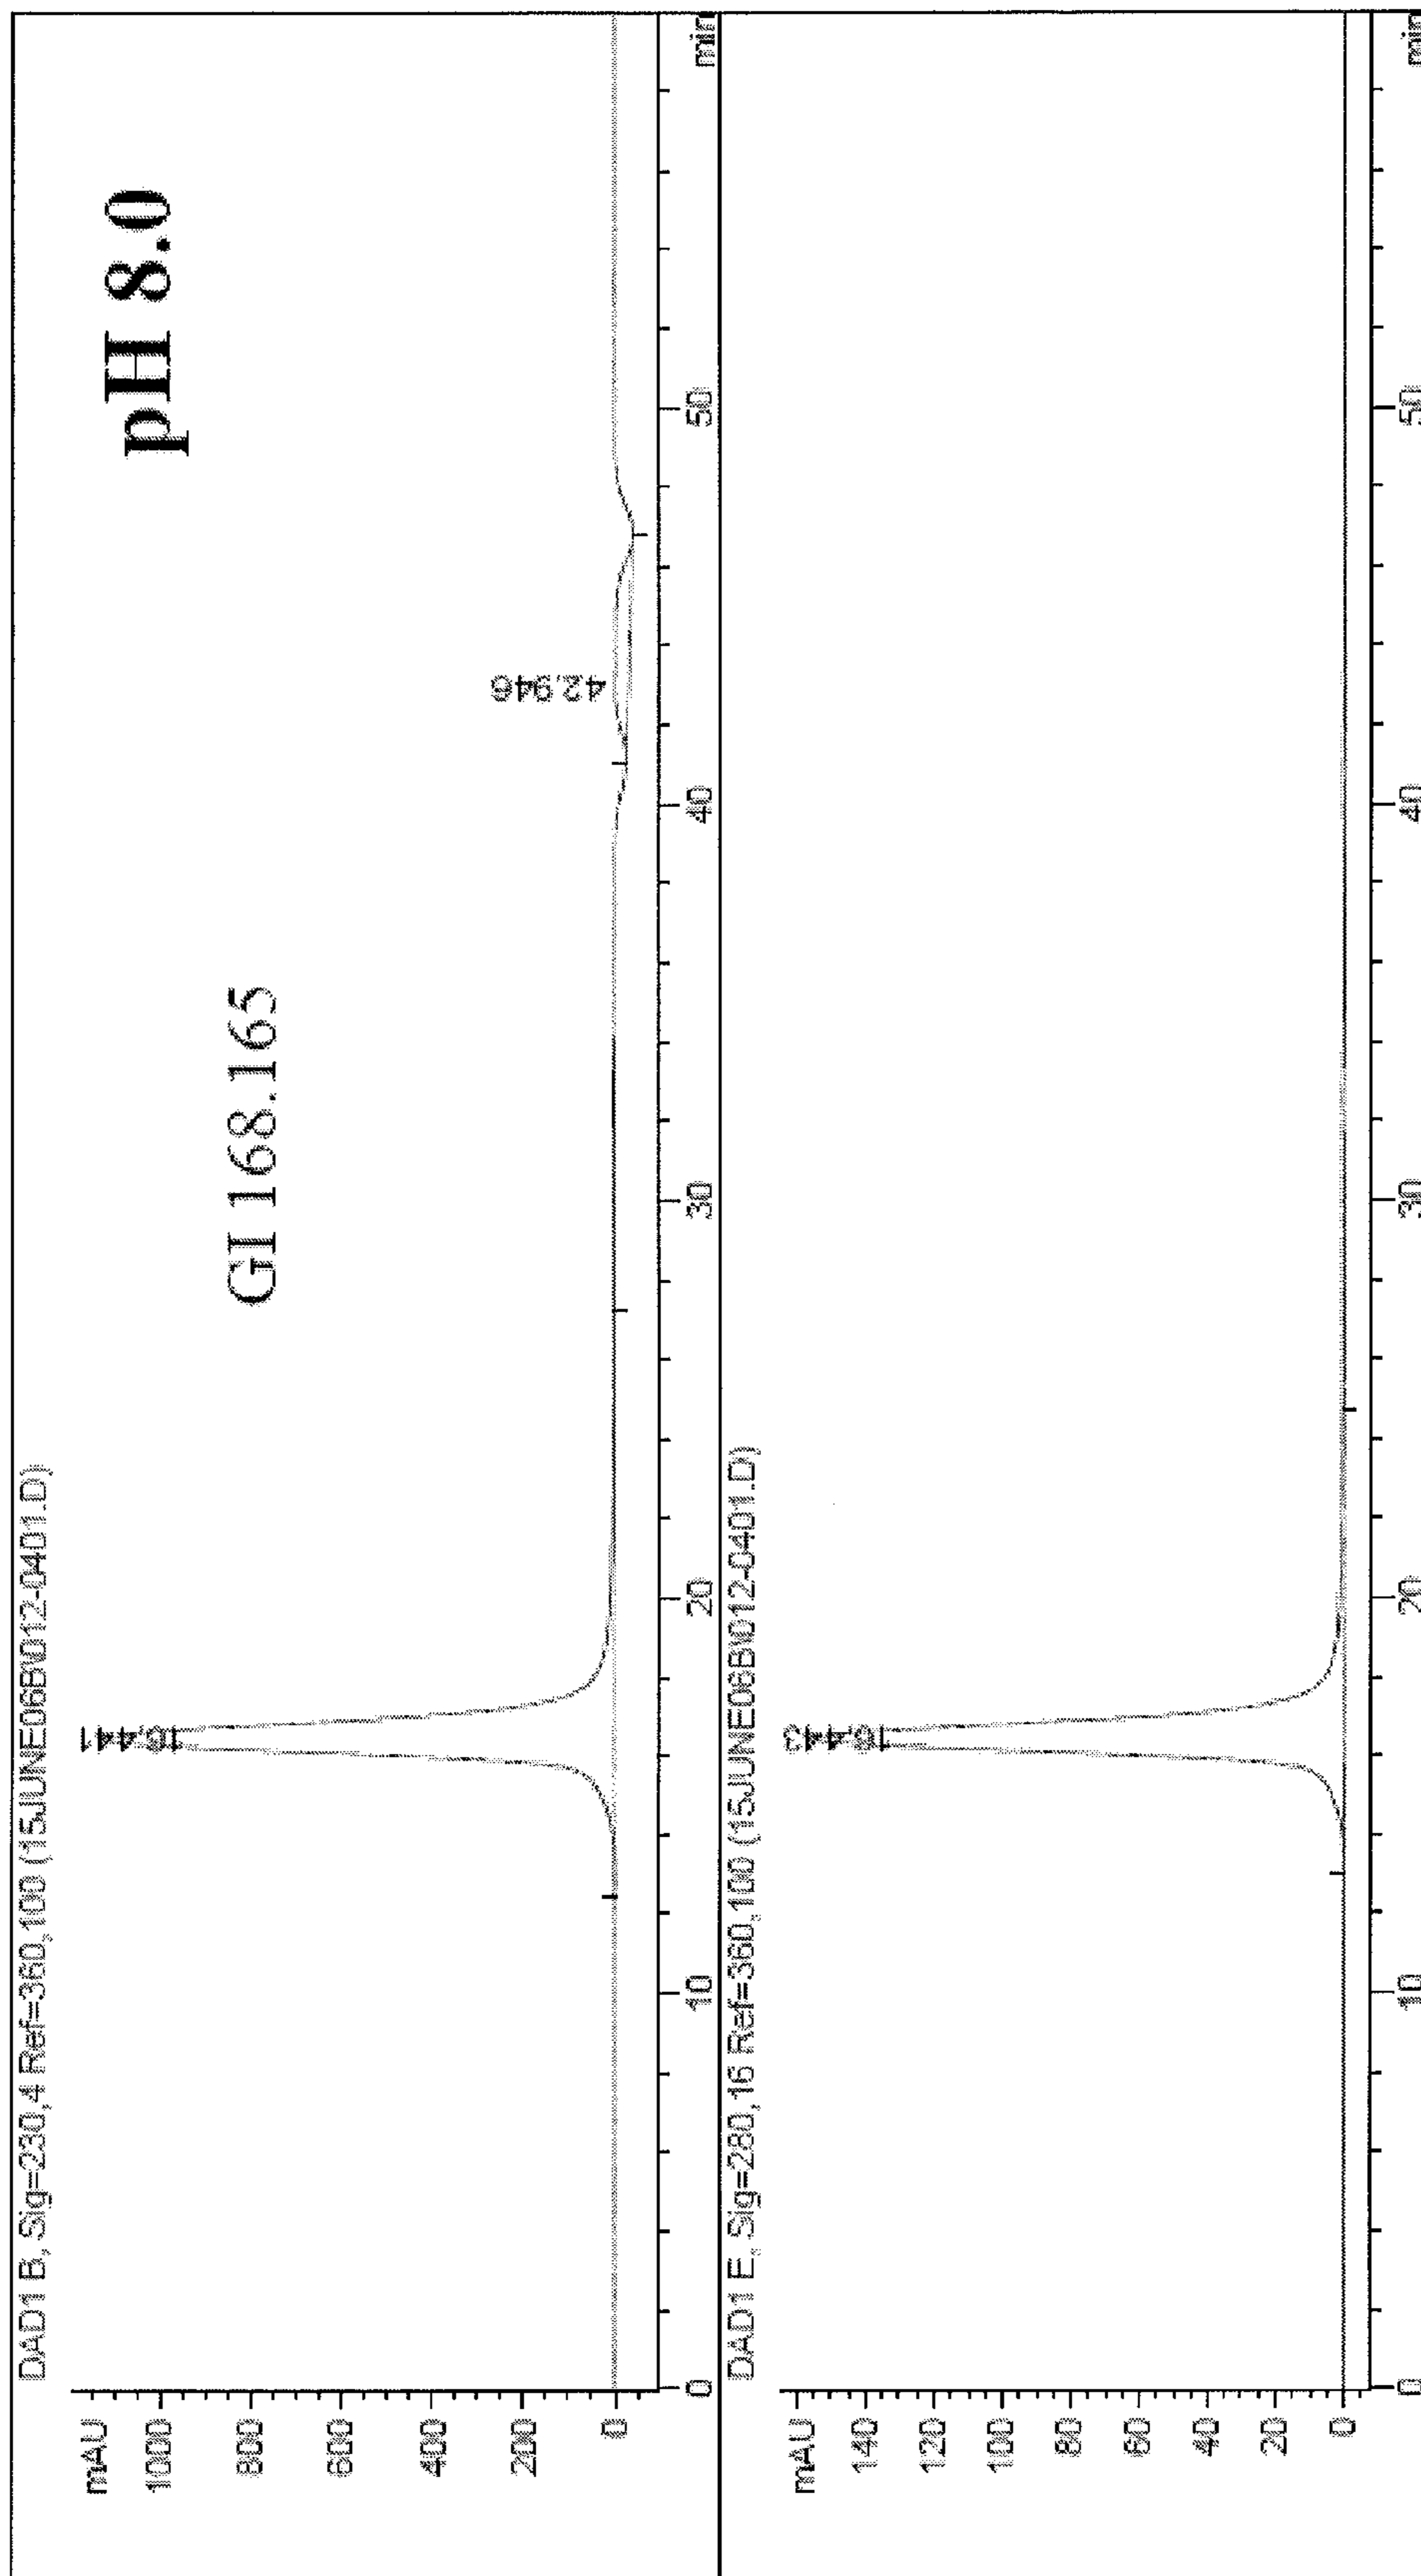 DAD1 B, Sig=230,4 Ref=360,100 (15JUNE06B\012-0401.D)
mAU
pH 8.0
1000
16.441
800
GI 168.165
600
400
42.946
200
0
0 10 20 30 40 50 min
DAD1 E, Sig=280,16 Ref=360,100 (15JUNE06B\012-0401.D)
mAU
16.443
140
120
100
80
60
40
20
0
0 10 20 30 40 50 min